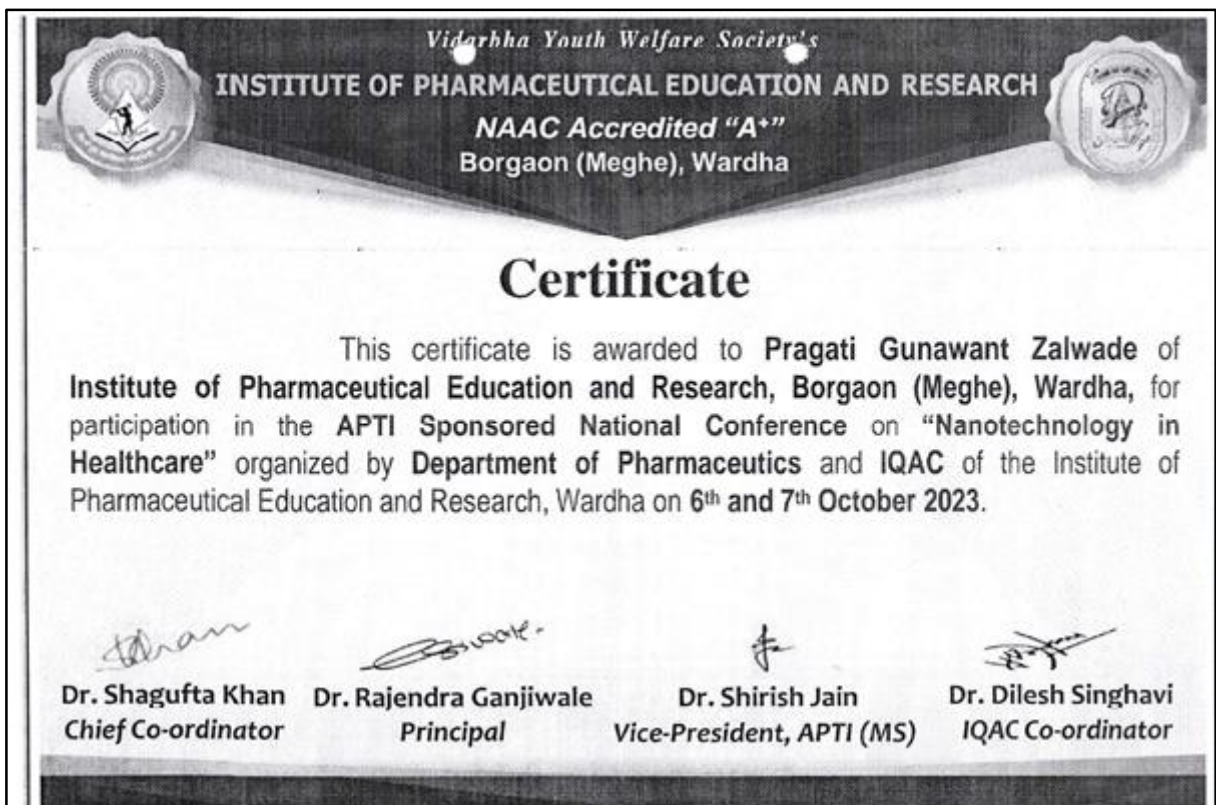 Vidarbha Youth Welfare Society's
INSTITUTE OF PHARMACEUTICAL EDUCATION AND RESEARCH
NAAC Accredited “A+”
Borgaon (Meghe), Wardha
Certificate
This certificate is awarded to Pragati Gunawant Zalwade of
Institute of Pharmaceutical Education and Research, Borgaon (Meghe), Wardha, for
participation in the APTI Sponsored National Conference on “Nanotechnology in
Healthcare” organized by Department of Pharmaceutics and IQAC of the Institute of
Pharmaceutical Education and Research, Wardha on 6th and 7th October 2023.
Dr. Shagufta Khan Dr. Rajendra Ganjiwale Dr. Shirish Jain Dr. Dilesh Singhavi
Chief Co-ordinator Principal Vice-President, APTI (MS) IQAC Co-ordinator